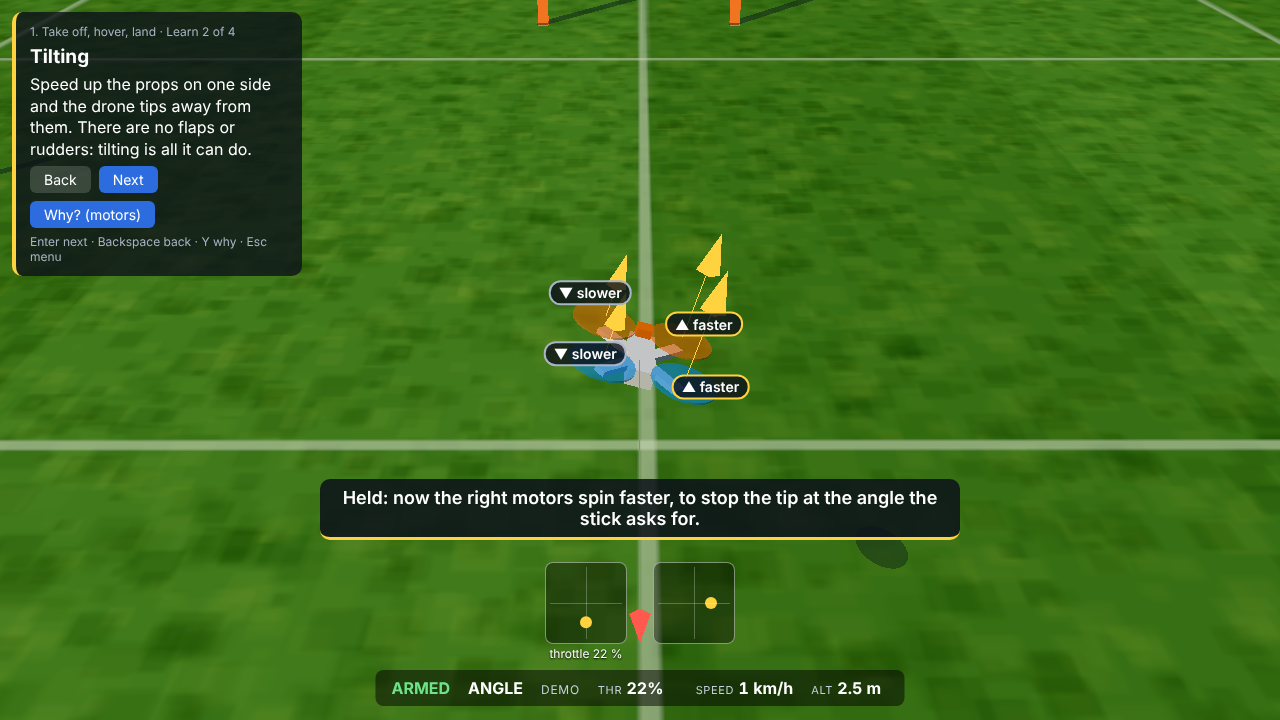 1. Take off, hover, land · Learn 2 of 4
Tilting
Speed up the props on one side
and the drone tips away from
them. There are no flaps or
rudders: tilting is all it can do.
Back Next
Why? (motors)
Enter next · Backspace back · Y why · Esc
menu
▼ slower
▲ faster
▼ slower
▲ faster
Held: now the right motors spin faster, to stop the tip at the angle the
stick asks for.
throttle 22 %
ARMED ANGLE DEMO THR 22% SPEED 1 km/h ALT 2.5 m